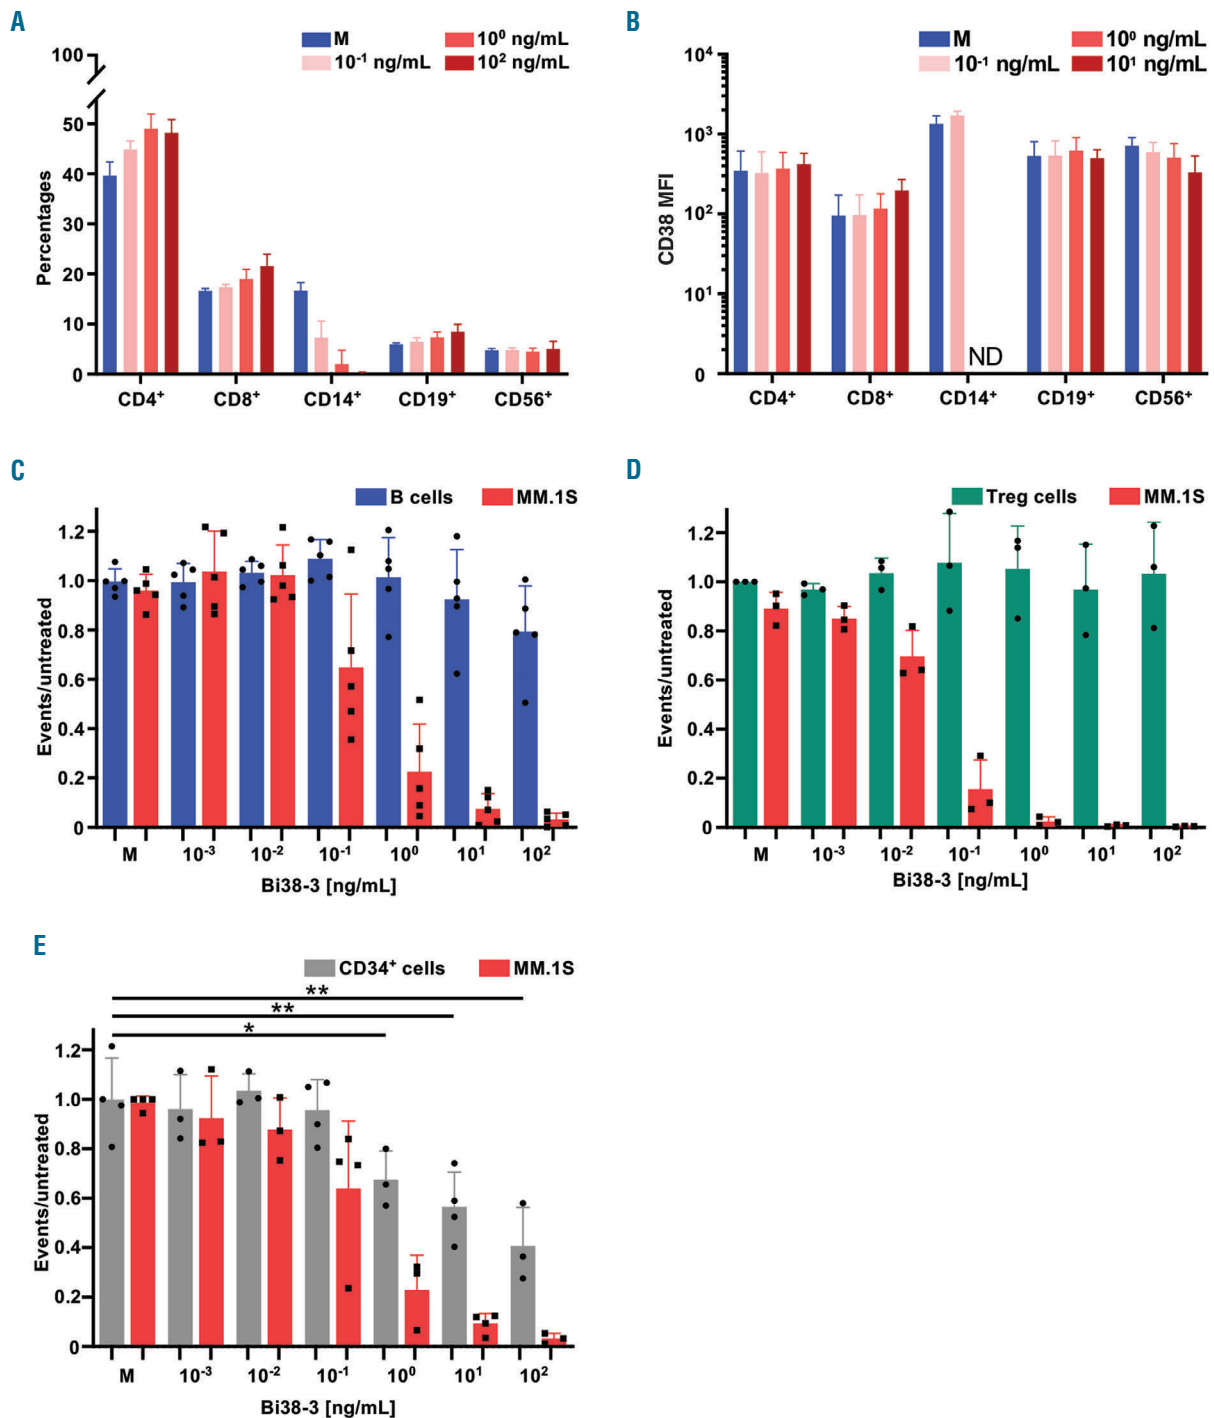 A
M
10⁰ ng/mL
10⁻¹ ng/mL
10² ng/mL
Percentages
100
50
40
30
20
10
0
CD4⁺ CD8⁺ CD14⁺ CD19⁺ CD56⁺
B
M
10⁰ ng/mL
10⁻¹ ng/mL
10¹ ng/mL
CD38 MFI
10⁴
10³
10²
10¹
0
ND
CD4⁺ CD8⁺ CD14⁺ CD19⁺ CD56⁺
C
B cells MM.1S
Events/untreated
1.2
1.0
0.8
0.6
0.4
0.2
0
M 10⁻³ 10⁻² 10⁻¹ 10⁰ 10¹ 10²
Bi38-3 [ng/mL]
D
Treg cells MM.1S
Events/untreated
1.2
1.0
0.8
0.6
0.4
0.2
0
M 10⁻³ 10⁻² 10⁻¹ 10⁰ 10¹ 10²
Bi38-3 [ng/mL]
E
CD34⁺ cells MM.1S
**
**
*
Events/untreated
1.2
1.0
0.8
0.6
0.4
0.2
0
M 10⁻³ 10⁻² 10⁻¹ 10⁰ 10¹ 10²
Bi38-3 [ng/mL]